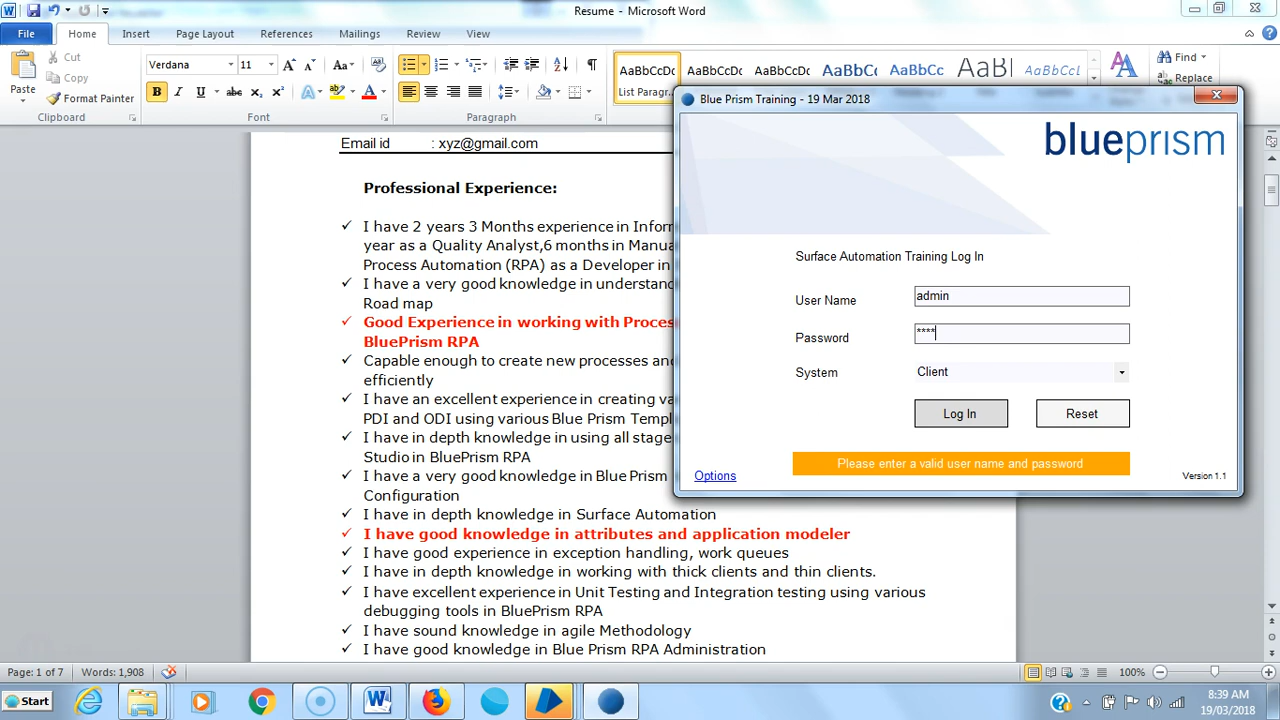 Resume - Microsoft Word
File Home Insert Page Layout References Mailings Review View
Cut
Copy
Paste
Format Painter
Verdana 11
AaBbCcDc AaBbCcDc AaBbCcDc AaBbCc AaBbCc AaBl AaBbCcL
List Paragr...
Find
Replace
Clipboard Font Paragraph
Email id : xyz@gmail.com
Professional Experience:
I have 2 years 3 Months experience in Inforr
year as a Quality Analyst,6 months in Manua
Process Automation (RPA) as a Developer in
I have a very good knowledge in understanc
Road map
Good Experience in working with Proces
BluePrism RPA
Capable enough to create new processes and
efficiently
I have an excellent experience in creating va
PDI and ODI using various Blue Prism Templ
I have in depth knowledge in using all stage
Studio in BluePrism RPA
I have a very good knowledge in Blue Prism
Configuration
I have in depth knowledge in Surface Automation
I have good knowledge in attributes and application modeler
I have good experience in exception handling, work queues
I have in depth knowledge in working with thick clients and thin clients.
I have excellent experience in Unit Testing and Integration testing using various
debugging tools in BluePrism RPA
I have sound knowledge in agile Methodology
I have good knowledge in Blue Prism RPA Administration
Blue Prism Training - 19 Mar 2018
blueprism
Surface Automation Training Log In
User Name admin
Password ****
System Client
Log In Reset
Please enter a valid user name and password
Options Version 1.1
Page: 1 of 7 Words: 1,908 100%
Start
8:39 AM
19/03/2018